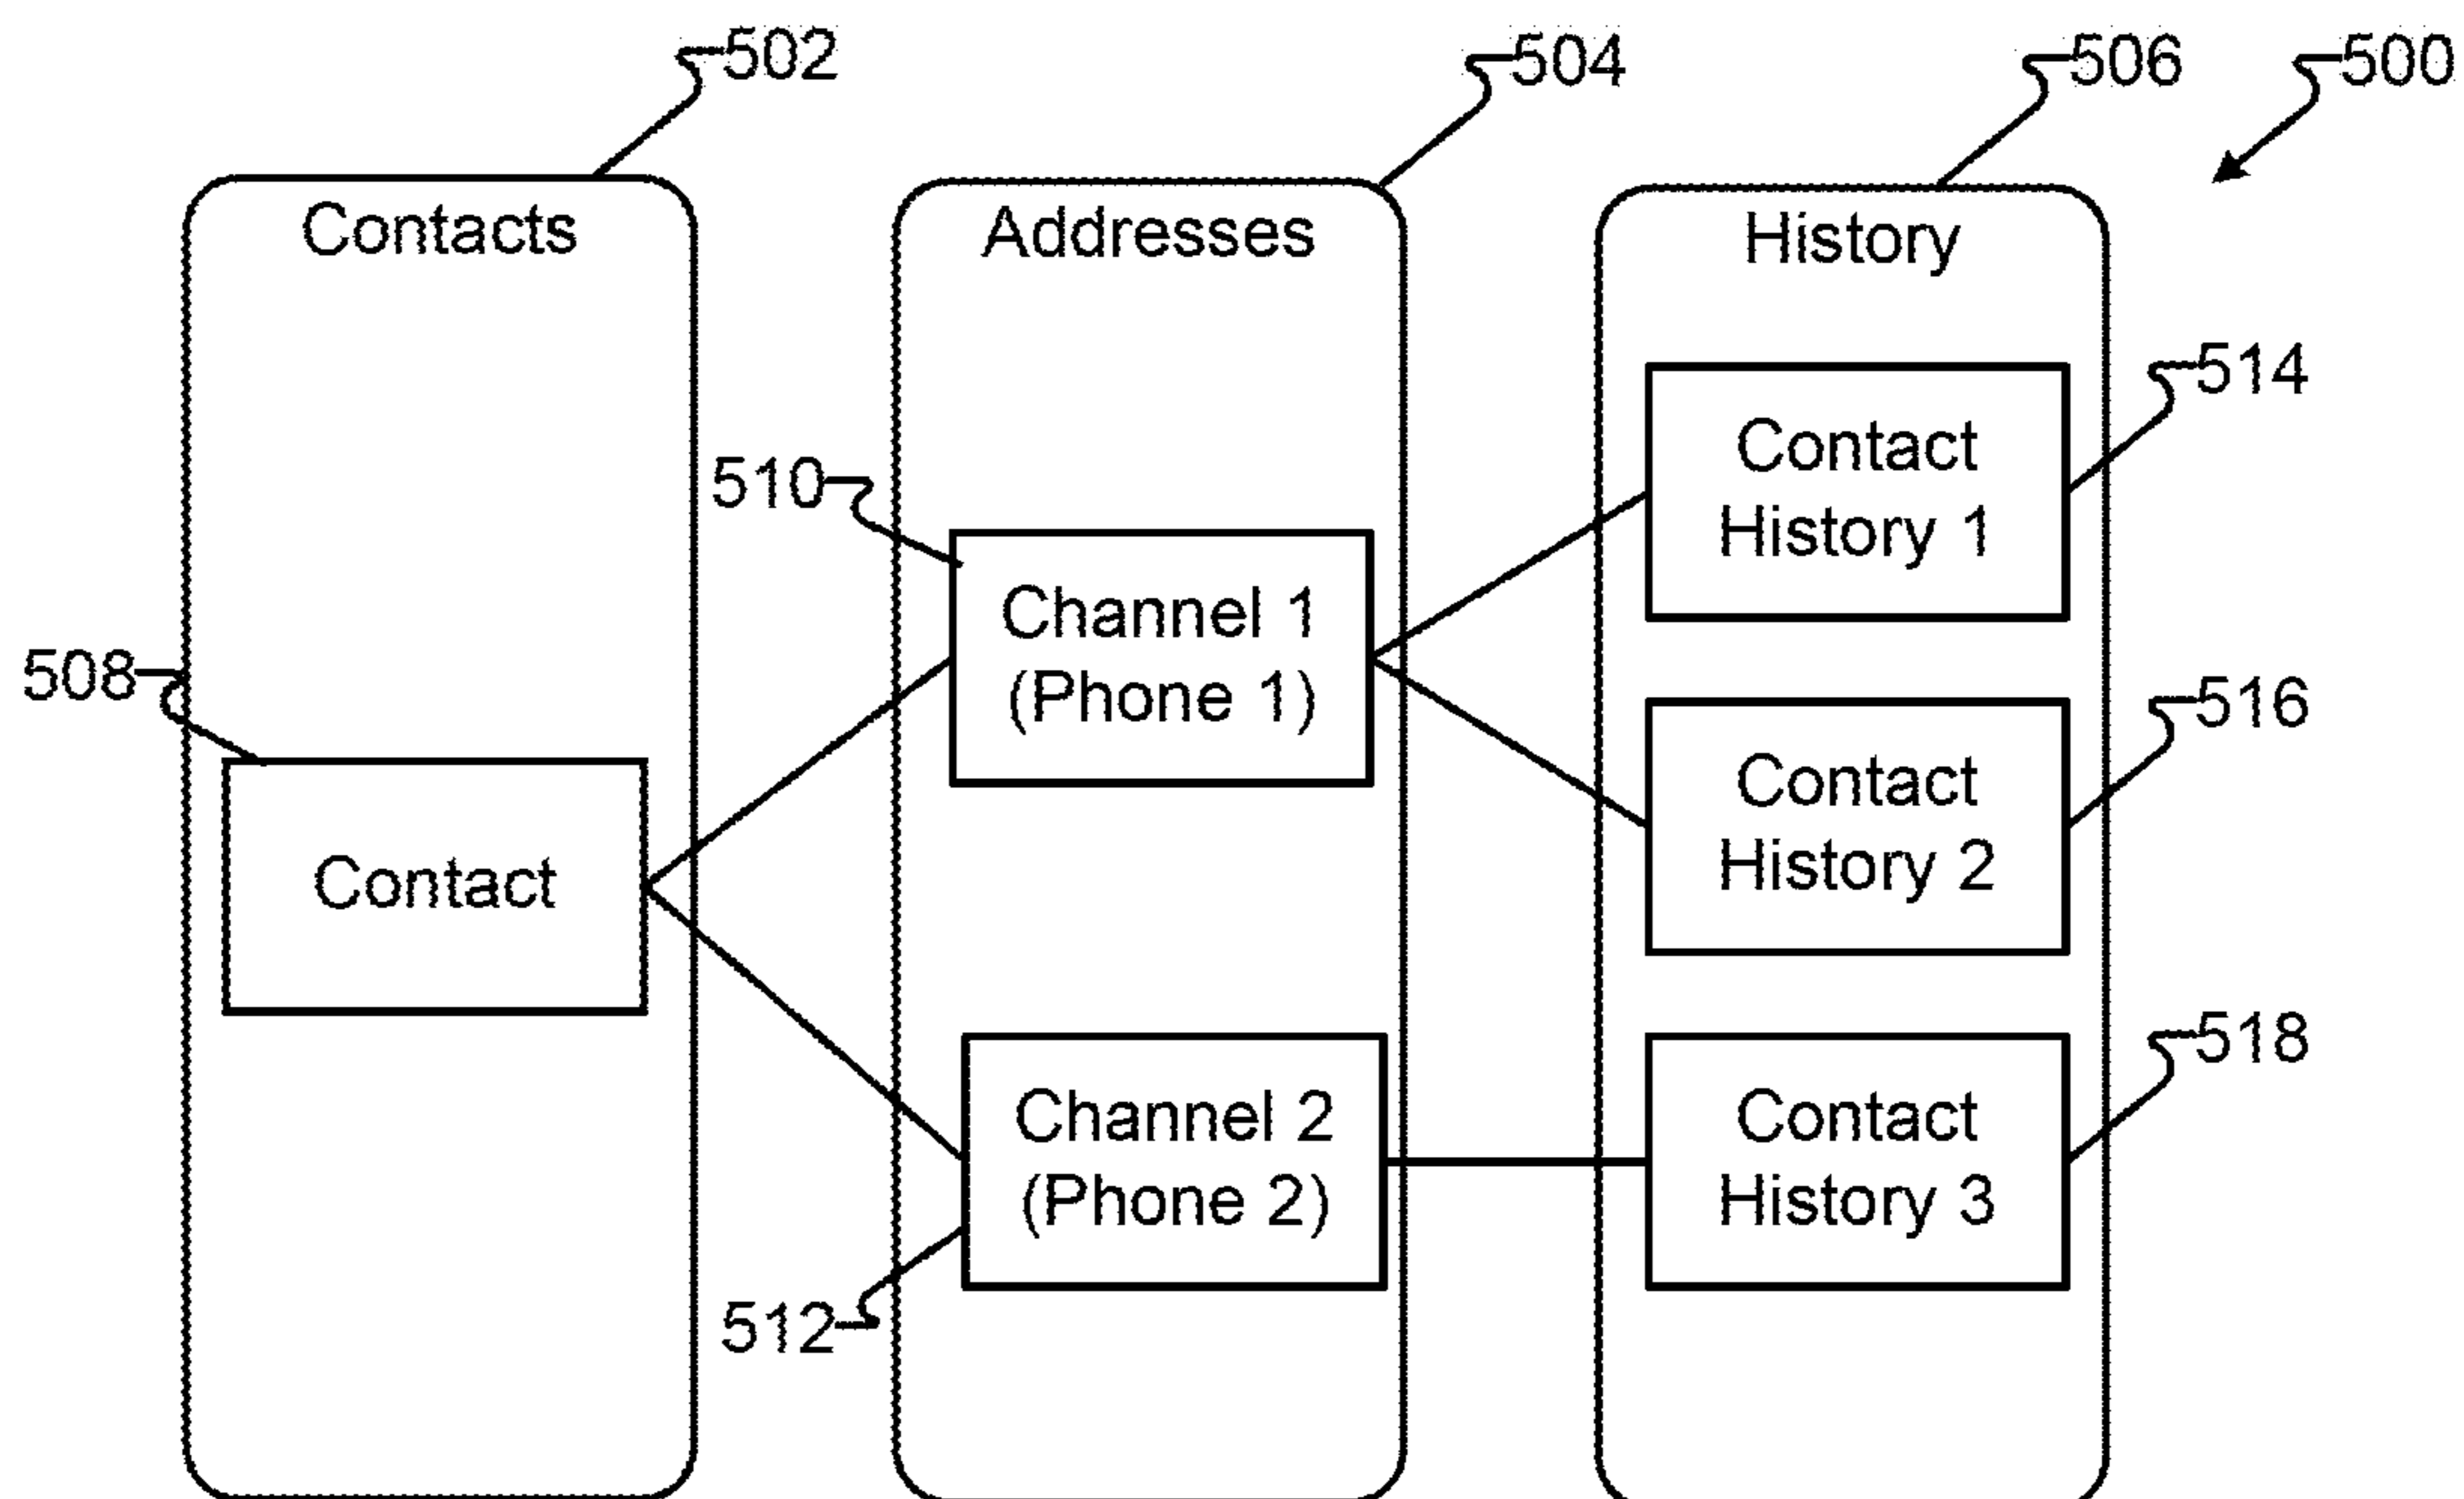 502
504
506
500
Contacts
Addresses
History
514
Contact
History 1
510
Channel 1
(Phone 1)
508
516
Contact
History 2
Contact
518
Channel 2
(Phone 2)
Contact
History 3
512